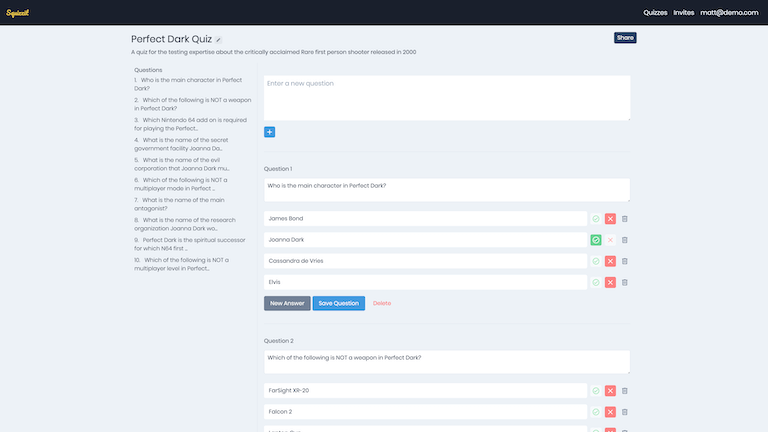 Squizzit
Quizzes Invites matt@demo.com
Perfect Dark Quiz
Share
A quiz for the testing expertise about the critically acclaimed Rare first person shooter released in 2000
Questions
1. Who is the main character in Perfect
Dark?
2. Which of the following is NOT a weapon
in Perfect Dark?
3. Which Nintendo 64 add on is required
for playing the Perfect...
4. What is the name of the secret
government facility Joanna Da...
5. What is the name of the evil
corporation that Joanna Dark mu...
6. Which of the following is NOT a
multiplayer mode in Perfect ...
7. What is the name of the main
antagonist?
8. What is the name of the research
organization Joanna Dark wo...
9. Perfect Dark is the spiritual successor
for which N64 first ...
10. Which of the following is NOT a
multiplayer level in Perfect...
Enter a new question
Question 1
Who is the main character in Perfect Dark?
James Bond
Joanna Dark
Cassandra de Vries
Elvis
New Answer Save Question Delete
Question 2
Which of the following is NOT a weapon in Perfect Dark?
FarSight XR-20
Falcon 2